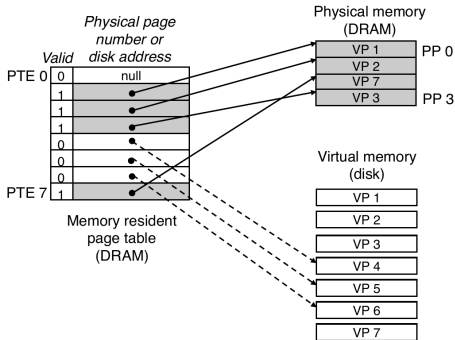 Physical page
number or
disk address
Valid
PTE 0
0
null
1
1
1
0
0
0
PTE 7
1
Memory resident
page table
(DRAM)
Physical memory
(DRAM)
VP 1
PP 0
VP 2
VP 7
VP 3
PP 3
Virtual memory
(disk)
VP 1
VP 2
VP 3
VP 4
VP 5
VP 6
VP 7